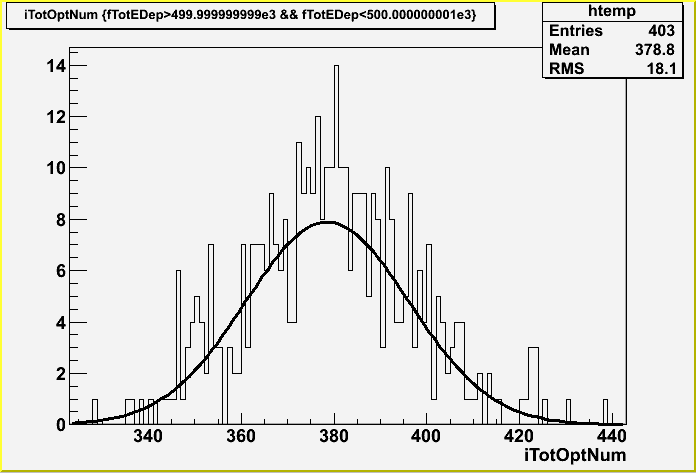 iTotOptNum {fTotEDep>499.999999999e3 && fTotEDep<500.000000001e3}
htemp
Entries 403
Mean 378.8
RMS 18.1
14
12
10
8
6
4
2
0
340 360 380 400 420 440
iTotOptNum